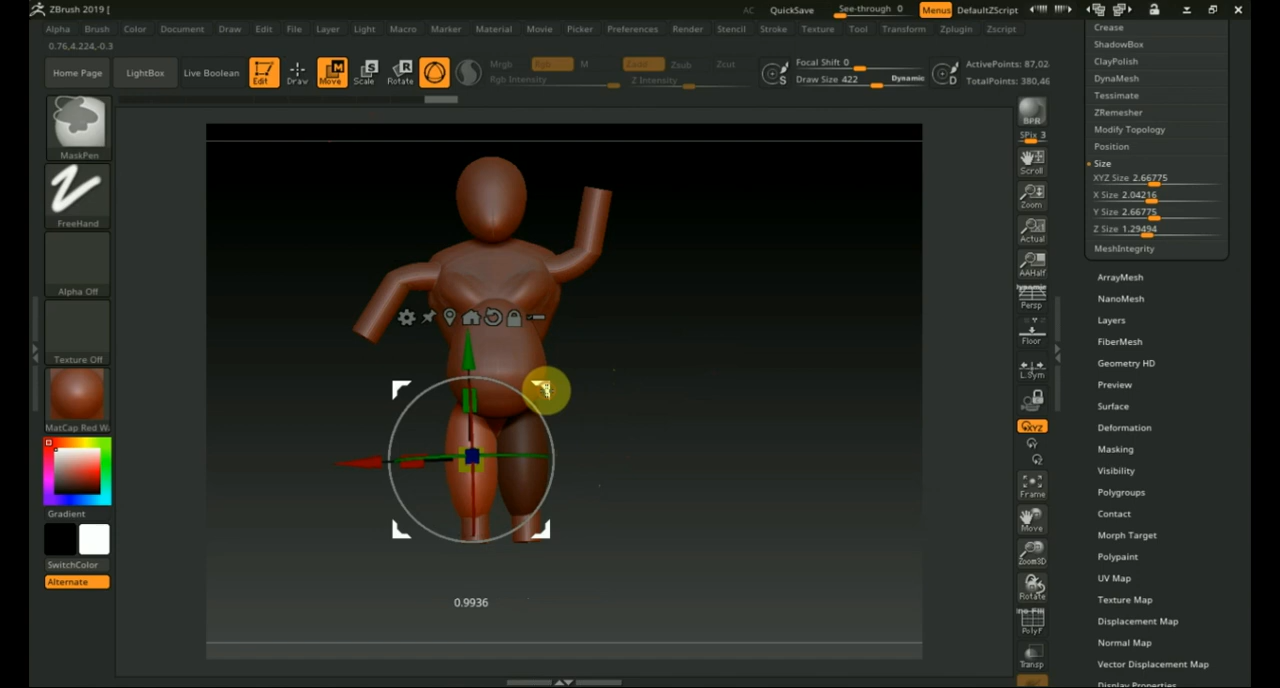 ZBrush 2019 [
AC QuickSave See-through 0 Menus DefaultZScript
Alpha Brush Color Document Draw Edit File Layer Light Macro Marker Material Movie Picker Preferences Render Stencil Stroke Texture Tool Transform Zplugin Zscript
0.76,4.224,-0.3
Home Page LightBox Live Boolean Edit Draw Move Scale Rotate
Mrgb Rgb M Zadd Zsub Zcut
Rgb Intensity Z Intensity
S Focal Shift 0
Draw Size 422 Dynamic
D ActivePoints: 87,02
TotalPoints: 380,46
MaskPen
FreeHand
Alpha Off
Texture Off
MatCap Red W
Gradient
SwitchColor
Alternate
0.9936
BPR
SPix 3
Scroll
Zoom
Actual
AAHalf
Dynamic
Persp
Floor
L.Sym
XYZ
Frame
Move
Zoom3D
Rotate
Line Fill
PolyF
Transp
Crease
ShadowBox
ClayPolish
DynaMesh
Tessimate
ZRemesher
Modify Topology
Position
Size
XYZ Size 2.66775
X Size 2.04216
Y Size 2.66775
Z Size 1.29494
MeshIntegrity
ArrayMesh
NanoMesh
Layers
FiberMesh
Geometry HD
Preview
Surface
Deformation
Masking
Visibility
Polygroups
Contact
Morph Target
Polypaint
UV Map
Texture Map
Displacement Map
Normal Map
Vector Displacement Map
Display Properties